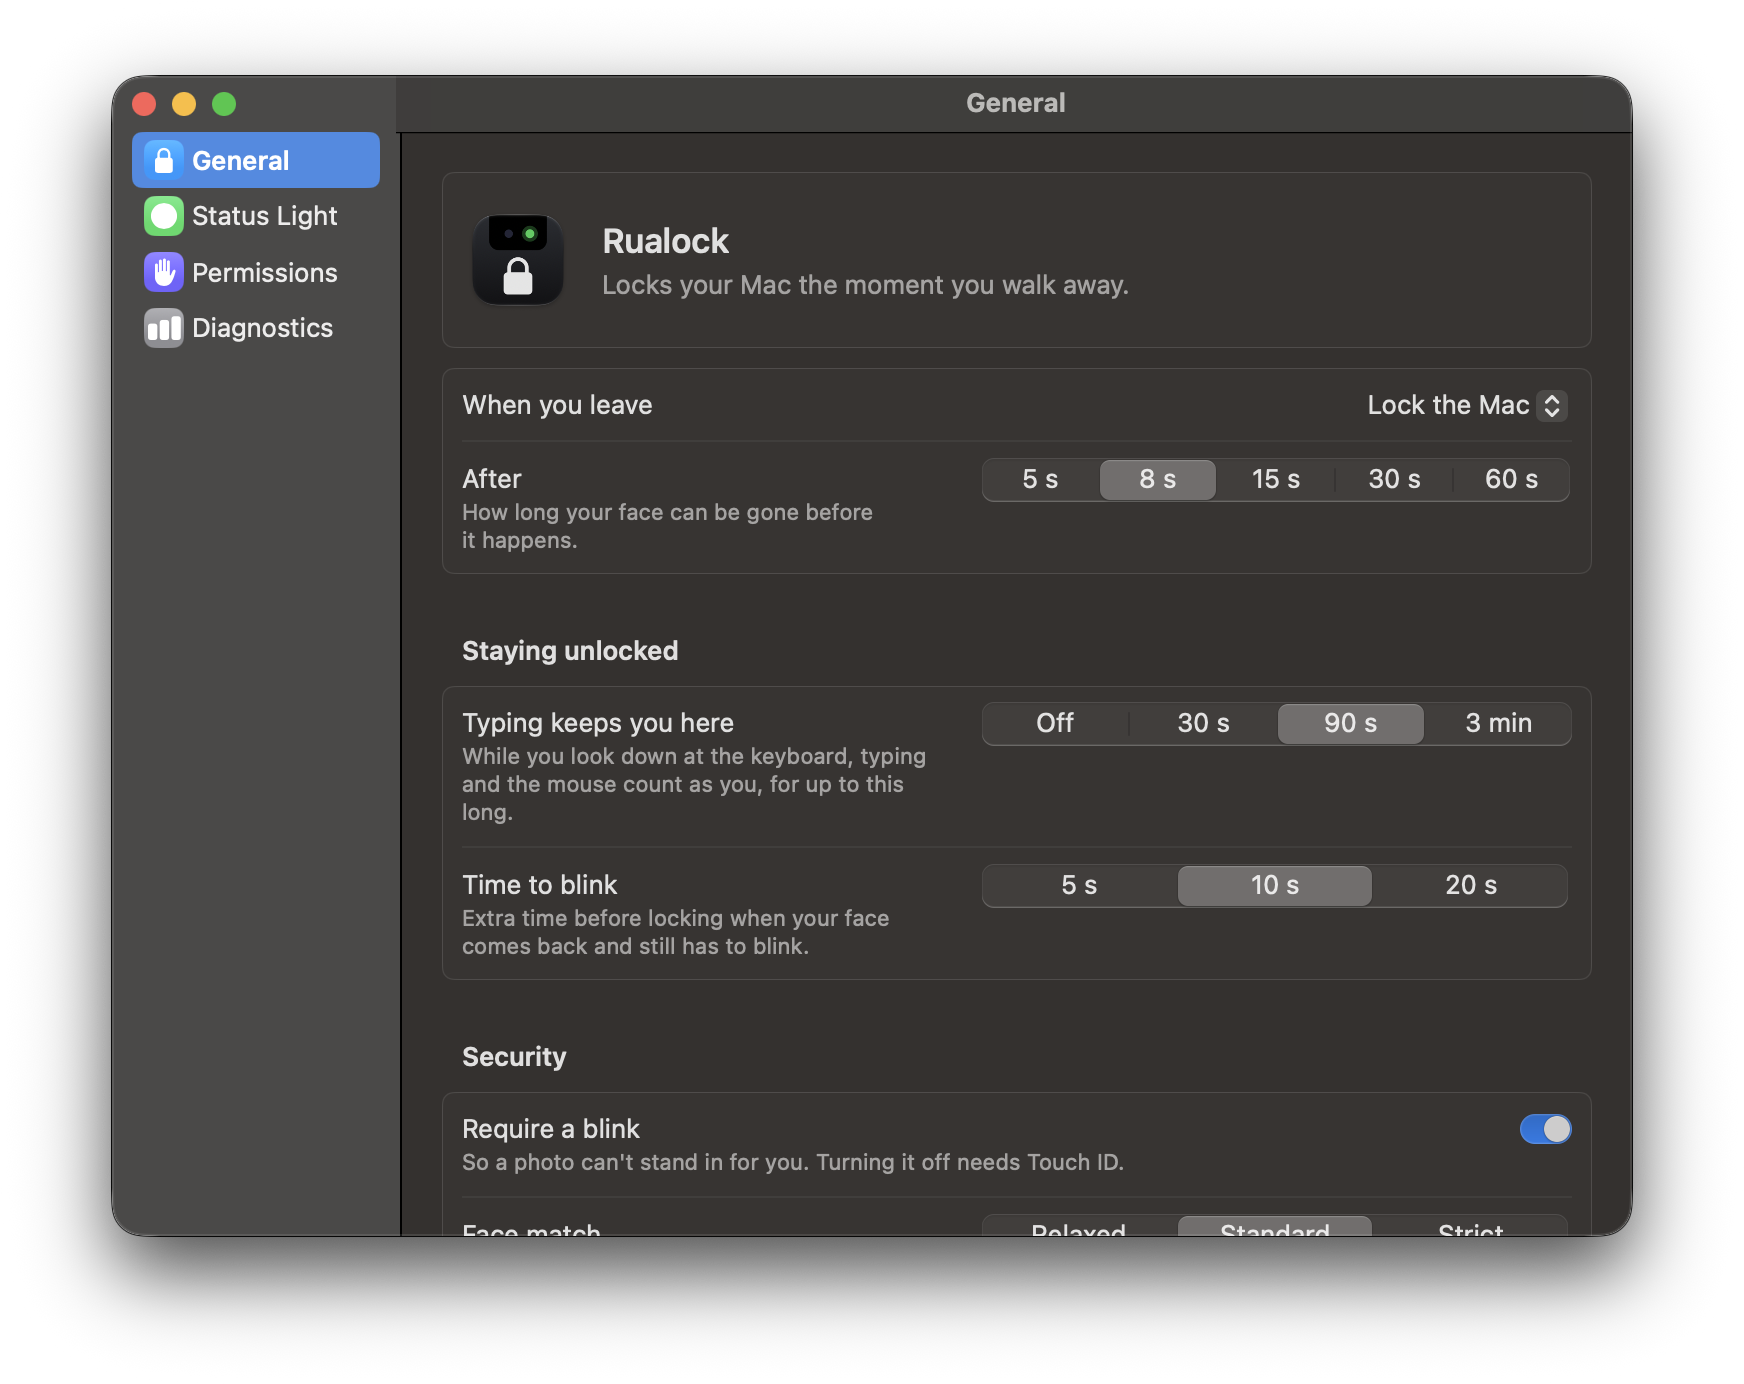 General
General
Status Light
Permissions
Diagnostics
Rualock
Locks your Mac the moment you walk away.
When you leave
Lock the Mac
After
5 s 8 s 15 s 30 s 60 s
How long your face can be gone before
it happens.
Staying unlocked
Typing keeps you here
Off 30 s 90 s 3 min
While you look down at the keyboard, typing
and the mouse count as you, for up to this
long.
Time to blink
5 s 10 s 20 s
Extra time before locking when your face
comes back and still has to blink.
Security
Require a blink
So a photo can't stand in for you. Turning it off needs Touch ID.
Face match
Relaxed Standard Strict